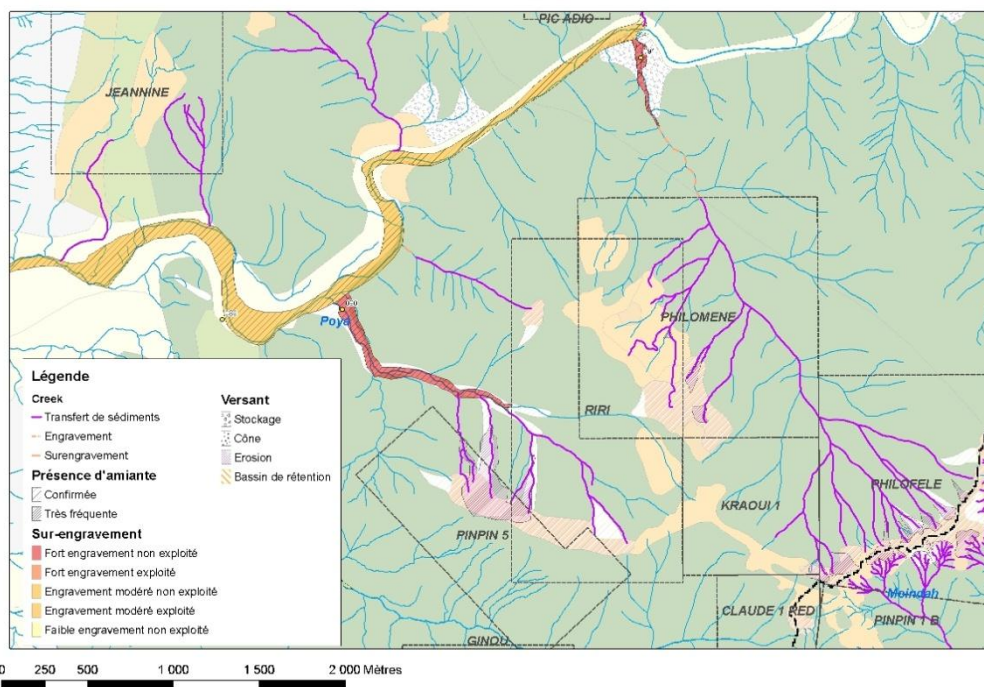 PIC ADIO
JEANNINE
PHILOMENE
Poya
RIRI
PHILOFELE
KRAOUI 1
PINPIN 5
Moindah
CLAUDE 1 RED
PINPIN 1 B
GINOU
Légende
Creek
Transfert de sédiments
Engravement
Surengravement
Présence d'amiante
Confirmée
Très fréquente
Sur-engravement
Fort engravement non exploité
Fort engravement exploité
Engravement modéré non exploité
Engravement modéré exploité
Faible engravement non exploité
Versant
Stockage
Cône
Erosion
Bassin de rétention
0 250 500 1 000 1 500 2 000 Mètres